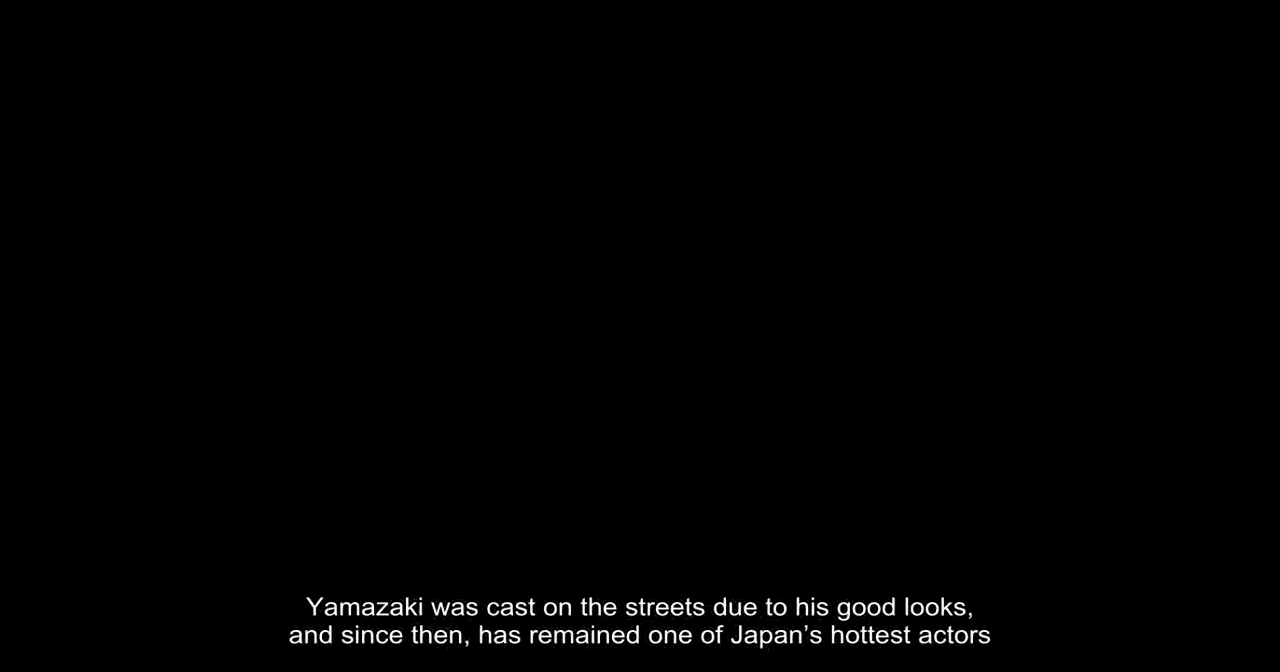 Yamazaki was cast on the streets due to his good looks,
and since then, has remained one of Japan’s hottest actors